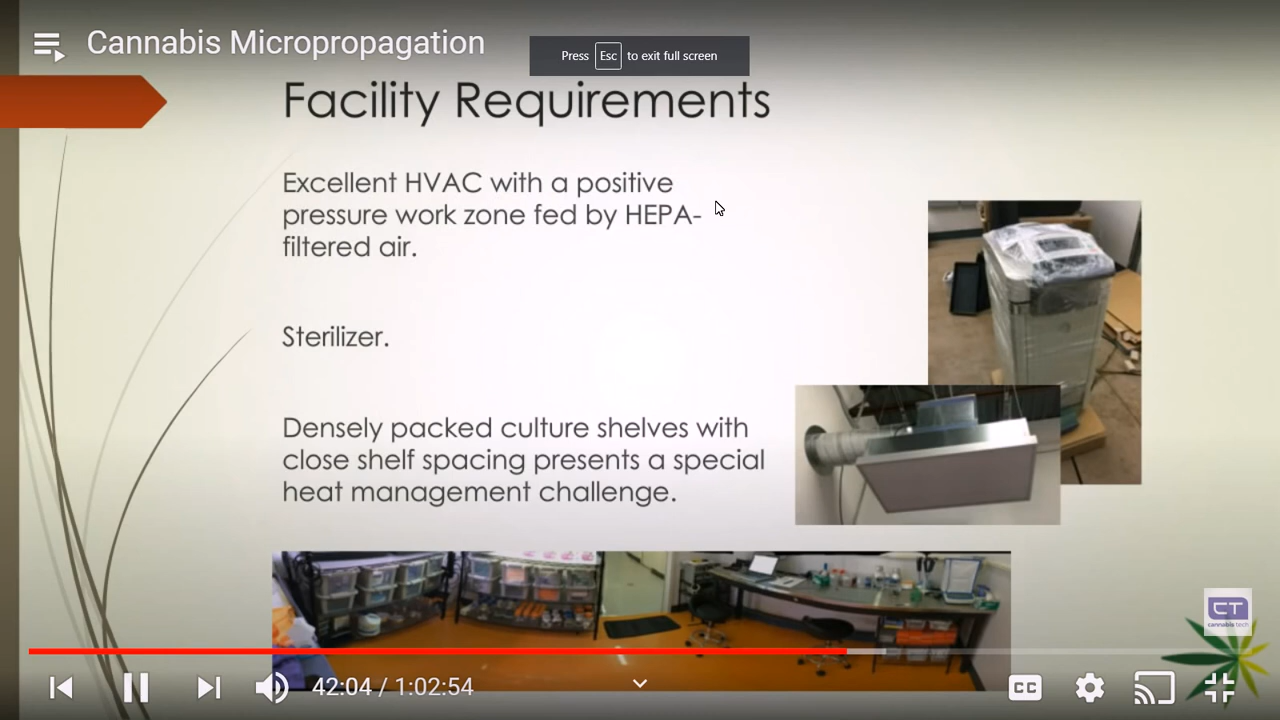 Cannabis Micropropagation
Press Esc to exit full screen
Facility Requirements
Excellent HVAC with a positive
pressure work zone fed by HEPA-
filtered air.
Sterilizer.
Densely packed culture shelves with
close shelf spacing presents a special
heat management challenge.
CT
cannabis tech
42:04 / 1:02:54
CC